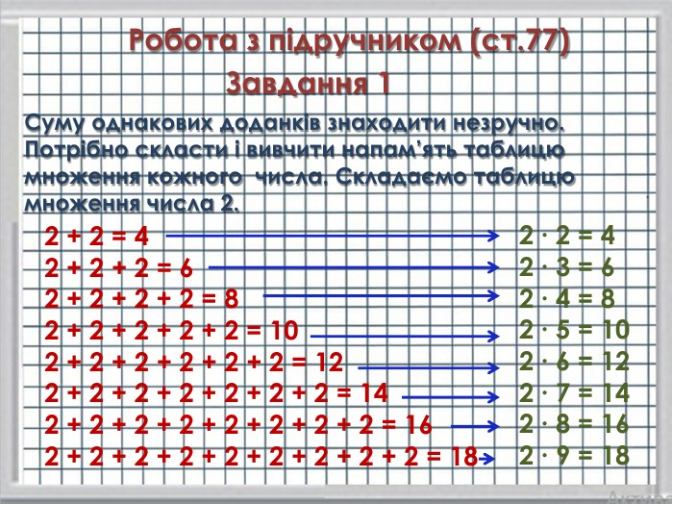 Робота з підручником (ст.77)
Завдання 1
Суму однакових доданків знаходити незручно.
Потрібно скласти і вивчити напам'ять таблицю
множення кожного числа. Складаємо таблицю
множення числа 2.
2 + 2 = 4 2 · 2 = 4
2 + 2 + 2 = 6 2 · 3 = 6
2 + 2 + 2 + 2 = 8 2 · 4 = 8
2 + 2 + 2 + 2 + 2 = 10 2 · 5 = 10
2 + 2 + 2 + 2 + 2 + 2 = 12 2 · 6 = 12
2 + 2 + 2 + 2 + 2 + 2 + 2 = 14 2 · 7 = 14
2 + 2 + 2 + 2 + 2 + 2 + 2 + 2 = 16 2 · 8 = 16
2 + 2 + 2 + 2 + 2 + 2 + 2 + 2 + 2 = 18 2 · 9 = 18